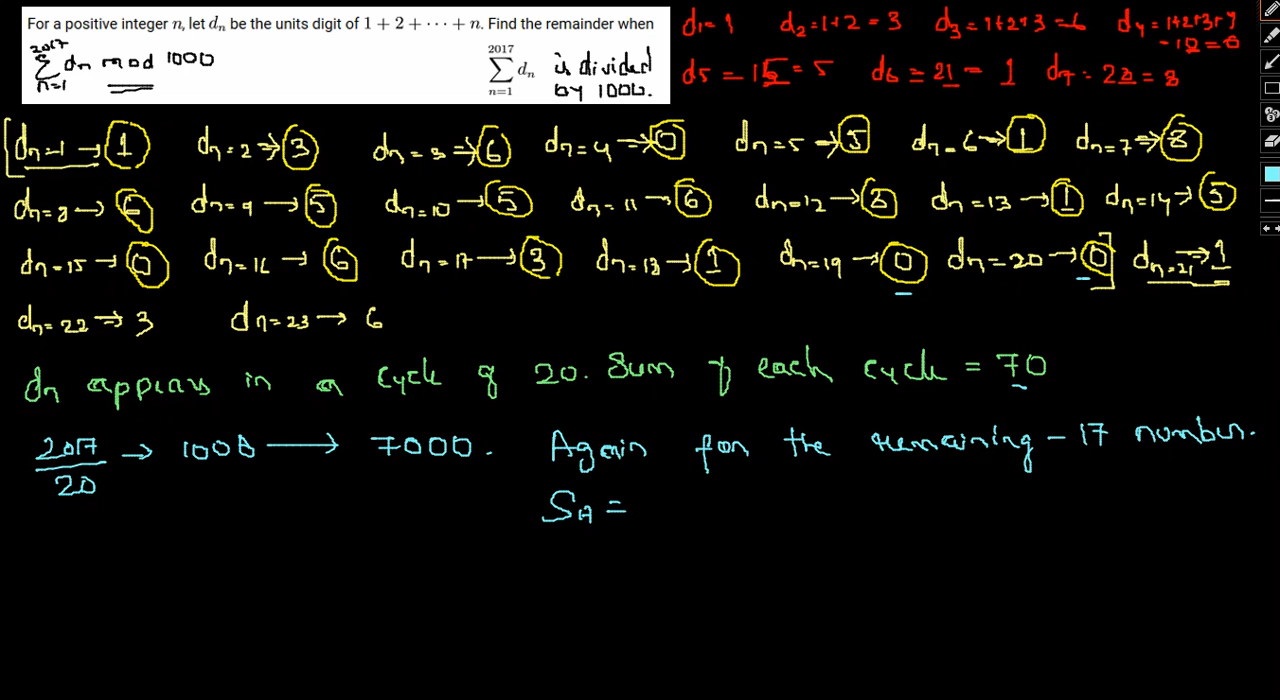 For a positive integer n, let dₙ be the units digit of 1 + 2 + ⋯ + n. Find the remainder when
2017 ∑ n=1 dn mod 1000
2017 ∑ n=1 dₙ is divided by 1000.
d1=1 d2=1+2=3 d3=1+2+3=6 d4=1+2+3+4
-10=0
d5=15=5 d6=21=1 d7=28=8
[dn=1→1 dn=2→3 dn=3→6 dn=4→0 dn=5→5 dn=6→1 dn=7→8
dn=8→6 dn=9→5 dn=10→5 dn=11→6 dn=12→8 dn=13→1 dn=14→5
dn=15→0 dn=16→6 dn=17→3 dn=18→1 dn=19→0 dn=20→0] dn=21→1
dn=22→3 dn=23→6
dn appears in a cycle of 20. Sum of each cycle = 70
2017/20 → 100 → 7000. Again for the remaining - 17 number.
SA =